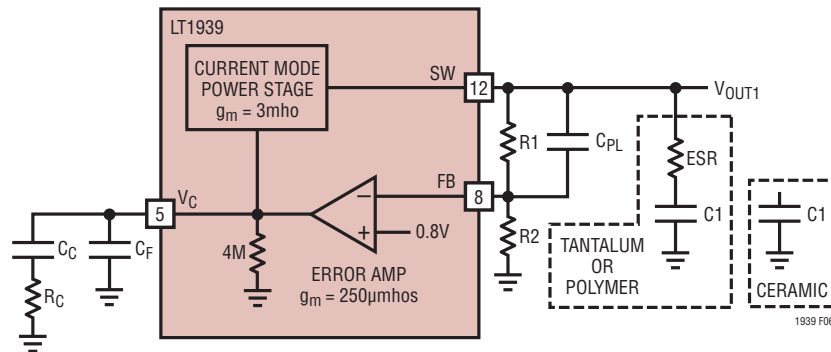 LT1939
CURRENT MODE
POWER STAGE
gm = 3mho
SW
12
VOUT1
R1
CPL
ESR
C1
C1
FB
8
VC
5
–
+
0.8V
R2
CC
CF
4M
RC
ERROR AMP
gm = 250µmhos
TANTALUM
OR
POLYMER
CERAMIC
1939 F06